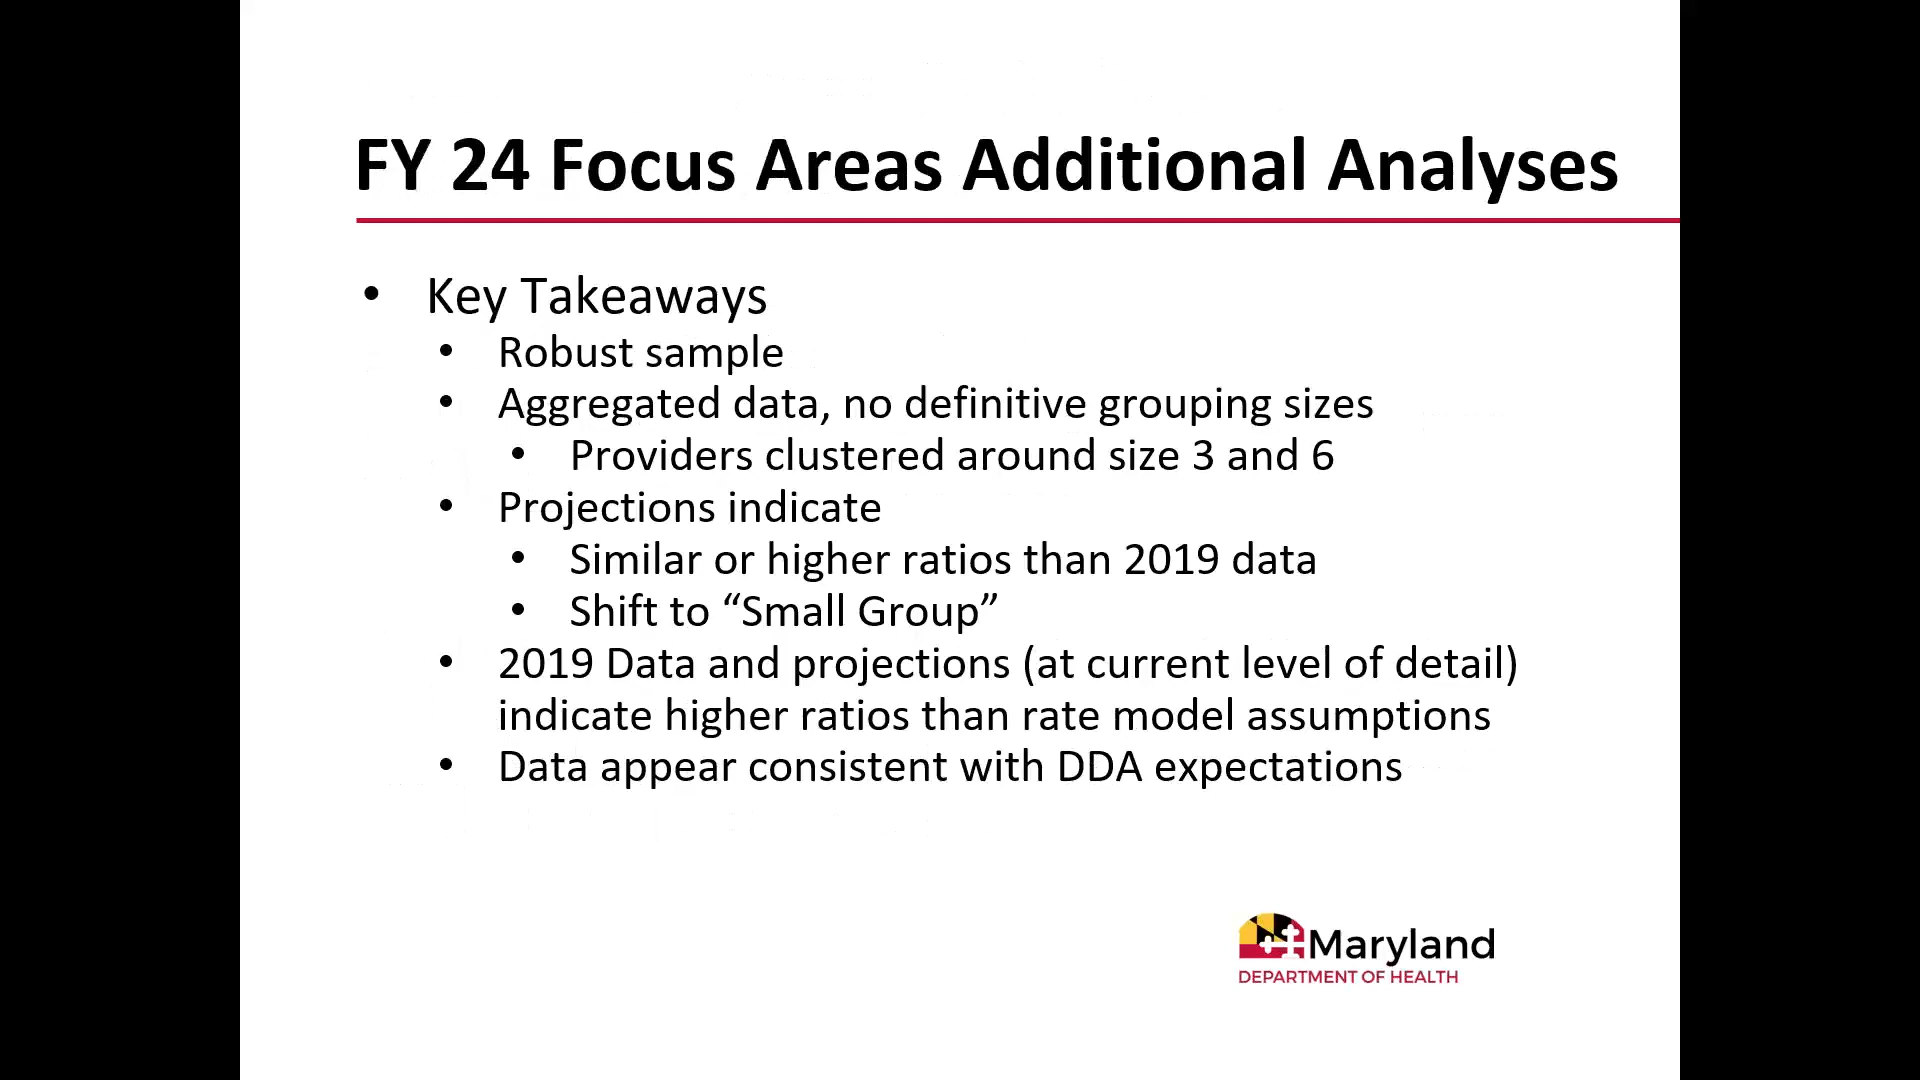 FY 24 Focus Areas Additional Analyses
• Key Takeaways
• Robust sample
• Aggregated data, no definitive grouping sizes
• Providers clustered around size 3 and 6
• Projections indicate
• Similar or higher ratios than 2019 data
• Shift to “Small Group”
• 2019 Data and projections (at current level of detail)
indicate higher ratios than rate model assumptions
• Data appear consistent with DDA expectations
Maryland
DEPARTMENT OF HEALTH